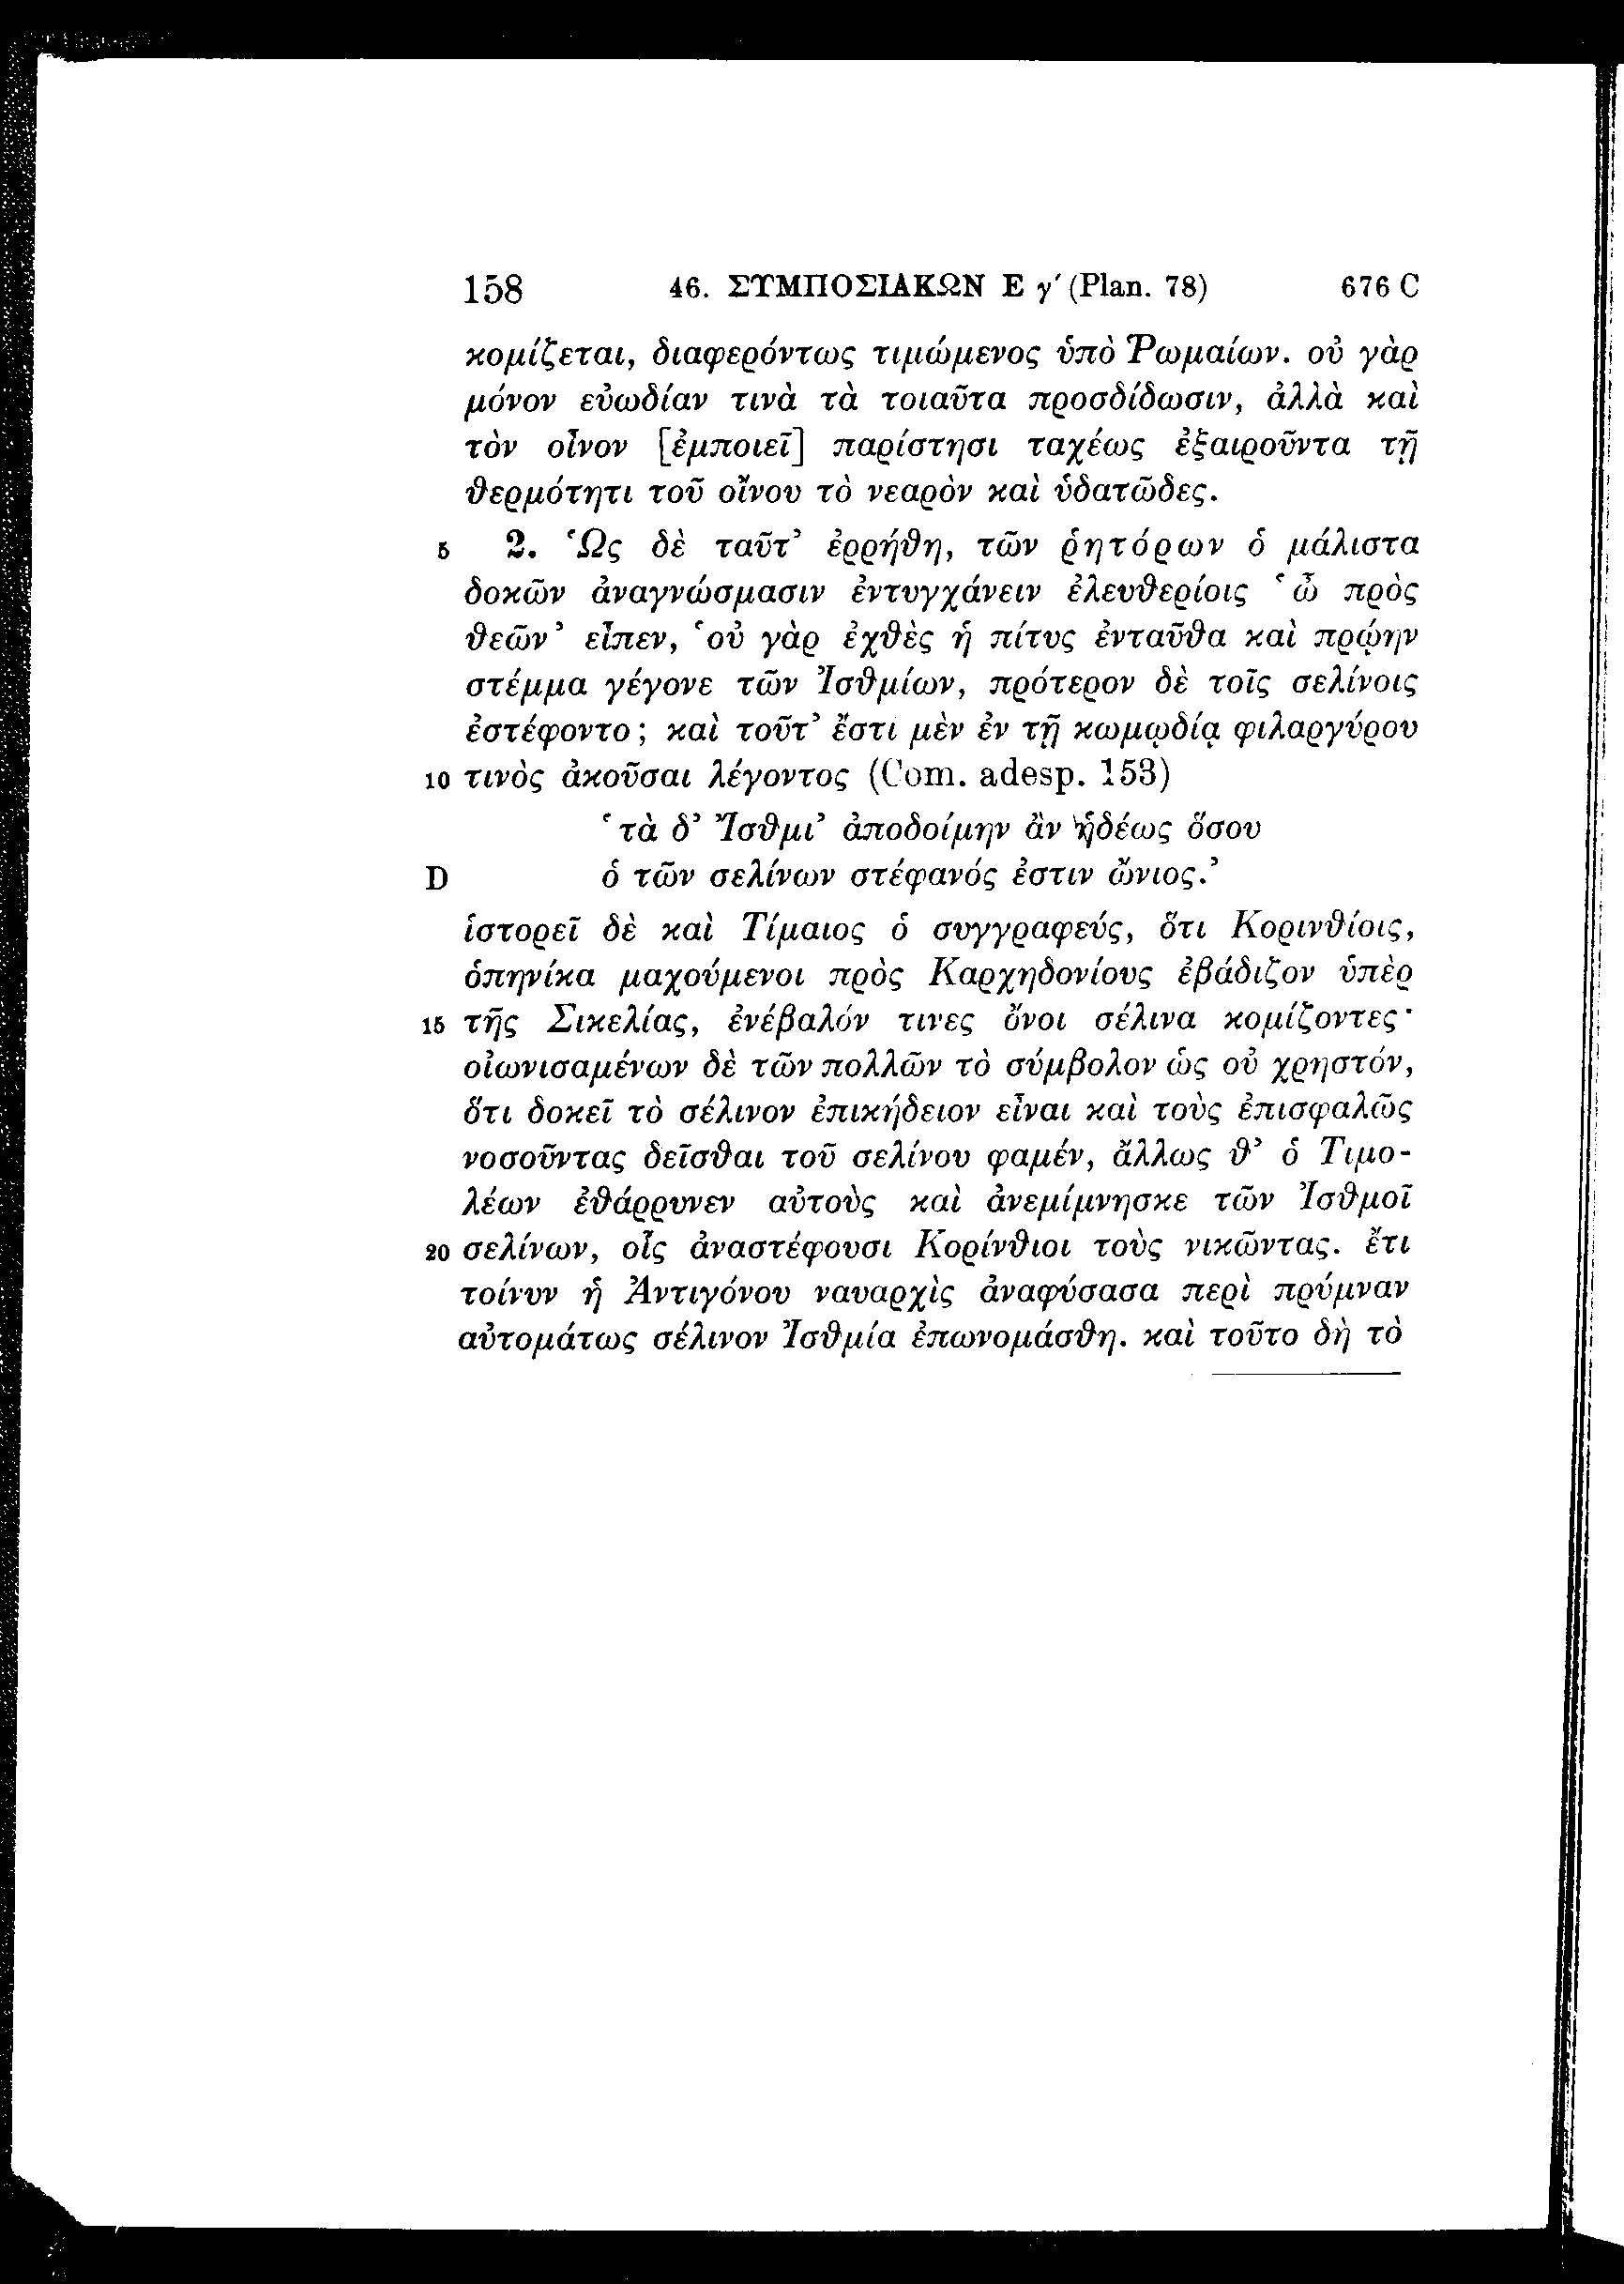 158 46. ΣΥΜΠΟΣΙΑΚΩΝ Ε γ´ (Plan. 78) 676 C
κομίζεται, διαφερόντως τιμώμενος ὑπὸ Ῥωμαίων. οὐ γὰρ
μόνον εὐωδίαν τινὰ τὰ τοιαῦτα προσδίδωσιν, ἀλλὰ καὶ
τὸν οἶνον [ἐμποιεῖ] παρίστησι ταχέως ἐξαιροῦντα τῇ
θερμότητι τοῦ οἴνου τὸ νεαρὸν καὶ ὑδατῶδες.
5 2. Ὡς δὲ ταῦτ’ ἐρρήθη, τῶν ῥητόρων ὁ μάλιστα
δοκῶν ἀναγνώσμασιν ἐντυγχάνειν ἐλευθερίοις ‘ὦ πρὸς
θεῶν’ εἶπεν, ‘οὐ γὰρ ἐχθὲς ἡ πίτυς ἐνταῦθα καὶ πρῴην
στέμμα γέγονε τῶν Ἰσθμίων, πρότερον δὲ τοῖς σελίνοις
ἐστέφοντο; καὶ τοῦτ’ ἔστι μὲν ἐν τῇ κωμῳδίᾳ φιλαργύρου
10 τινὸς ἀκοῦσαι λέγοντος (Com. adesp. 153)
‘τὰ δ’ Ἴσθμι’ ἀποδοίμην ἂν ἡδέως ὅσου
D ὁ τῶν σελίνων στέφανός ἐστιν ὤνιος.’
ἱστορεῖ δὲ καὶ Τίμαιος ὁ συγγραφεύς, ὅτι Κορινθίοις,
ὁπηνίκα μαχούμενοι πρὸς Καρχηδονίους ἐβάδιζον ὑπὲρ
15 τῆς Σικελίας, ἐνέβαλόν τινες ὄνοι σέλινα κομίζοντες·
οἰωνισαμένων δὲ τῶν πολλῶν τὸ σύμβολον ὡς οὐ χρηστόν,
ὅτι δοκεῖ τὸ σέλινον ἐπικήδειον εἶναι καὶ τοὺς ἐπισφαλῶς
νοσοῦντας δεῖσθαι τοῦ σελίνου φαμέν, ἄλλως θ’ ὁ Τιμο-
λέων ἐθάρρυνεν αὐτοὺς καὶ ἀνεμίμνησκε τῶν Ἰσθμοῖ
20 σελίνων, οἷς ἀναστέφουσι Κορίνθιοι τοὺς νικῶντας. ἔτι
τοίνυν ἡ Ἀντιγόνου ναυαρχὶς ἀναφύσασα περὶ πρύμναν
αὐτομάτως σέλινον Ἰσθμία ἐπωνομάσθη. καὶ τοῦτο δὴ τὸ